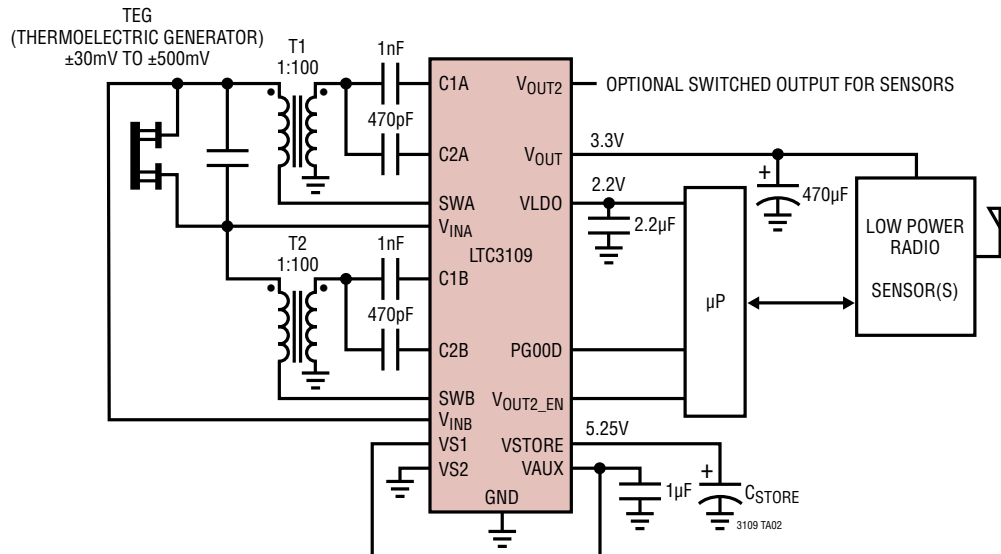 TEG
(THERMOELECTRIC GENERATOR)
±30mV TO ±500mV
T1
1:100
1nF
470pF
C1A
C2A
SWA
VINA
T2
1:100
1nF
470pF
LTC3109
C1B
C2B
SWB
VINB
VS1
VS2
GND
VOUT2
OPTIONAL SWITCHED OUTPUT FOR SENSORS
VOUT
3.3V
VLDO
2.2V
2.2µF
+
470µF
LOW POWER
RADIO
SENSOR(S)
µP
PG00D
VOUT2_EN
VSTORE
5.25V
VAUX
1µF
+
CSTORE
3109 TA02